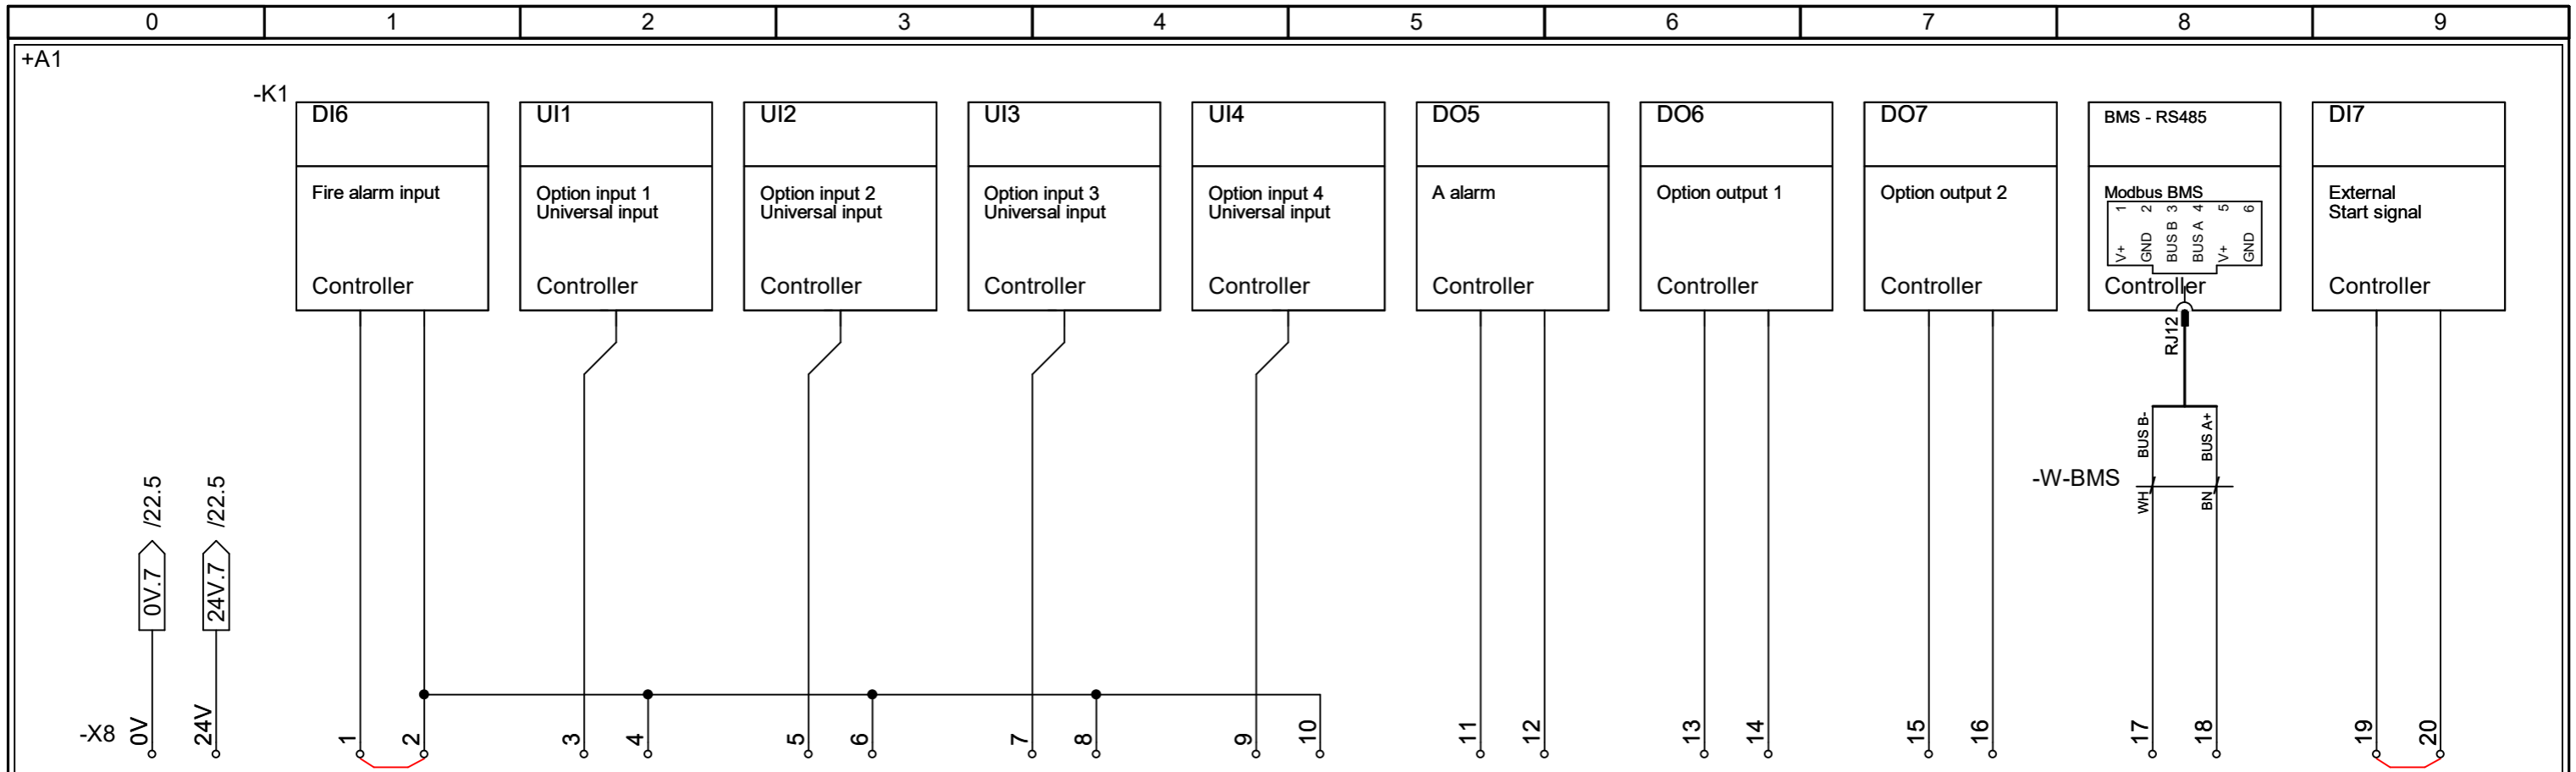 0 1 2 3 4 5 6 7 8 9
+A1
-K1
DI6
Fire alarm input
Controller
UI1
Option input 1
Universal input
Controller
UI2
Option input 2
Universal input
Controller
UI3
Option input 3
Universal input
Controller
UI4
Option input 4
Universal input
Controller
DO5
A alarm
Controller
DO6
Option output 1
Controller
DO7
Option output 2
Controller
BMS - RS485
Modbus BMS
1 2 3 4 5 6
V+ GND BUS B BUS A V+ GND
Controller
DI7
External
Start signal
Controller
RJ12
BUS B-
BUS A+
-W-BMS
WH
BN
/22.5
/22.5
0V.7
24V.7
-X8
0V
24V
1 2 3 4 5 6 7 8 9 10 11 12 13 14 15 16 17 18 19 20